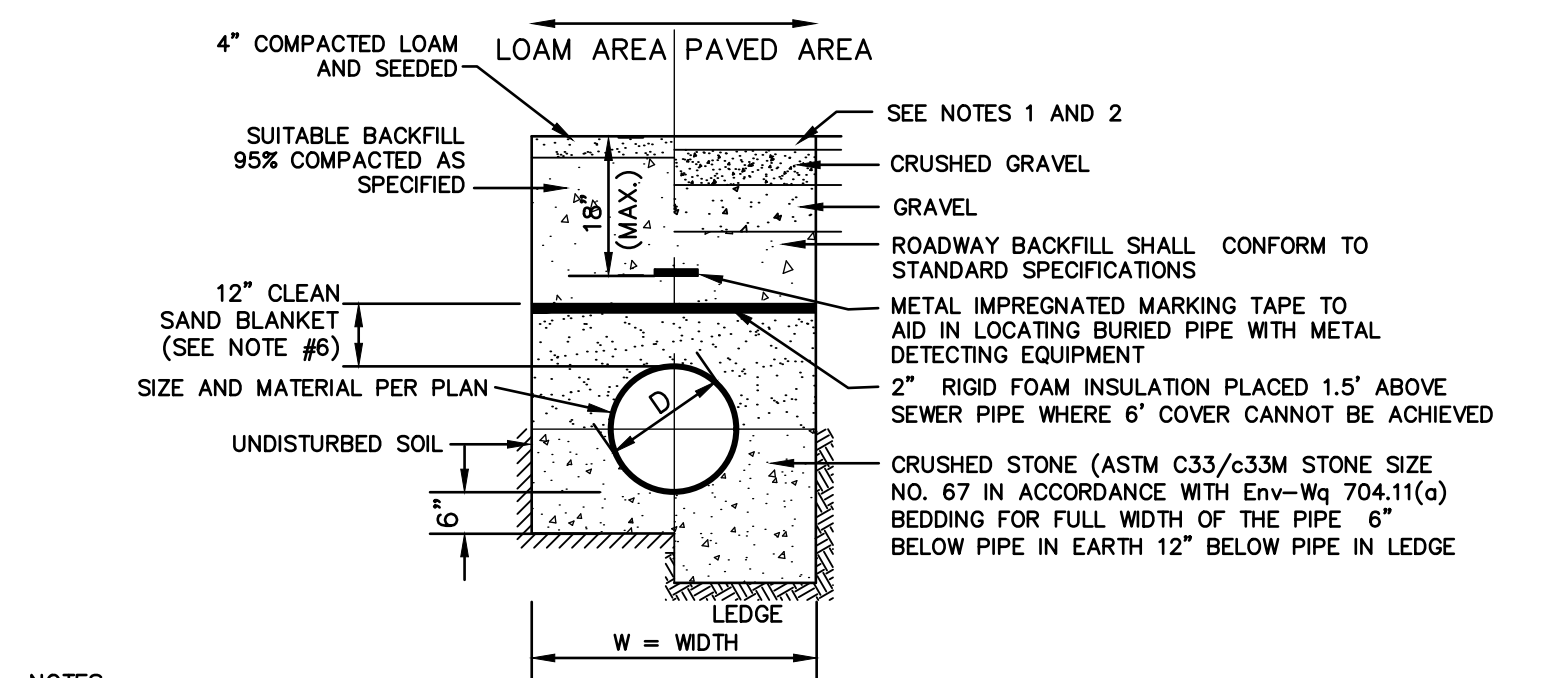 LOAM AREA PAVED AREA
4" COMPACTED LOAM
AND SEEDED
SUITABLE BACKFILL
95% COMPACTED AS
SPECIFIED
18"
(MAX.)
12" CLEAN
SAND BLANKET
(SEE NOTE #6)
SIZE AND MATERIAL PER PLAN
D
UNDISTURBED SOIL
6"
SEE NOTES 1 AND 2
CRUSHED GRAVEL
GRAVEL
ROADWAY BACKFILL SHALL CONFORM TO
STANDARD SPECIFICATIONS
METAL IMPREGNATED MARKING TAPE TO
AID IN LOCATING BURIED PIPE WITH METAL
DETECTING EQUIPMENT
2" RIGID FOAM INSULATION PLACED 1.5' ABOVE
SEWER PIPE WHERE 6' COVER CANNOT BE ACHIEVED
CRUSHED STONE (ASTM C33/c33M STONE SIZE
NO. 67 IN ACCORDANCE WITH Env-Wq 704.11(a)
BEDDING FOR FULL WIDTH OF THE PIPE 6"
BELOW PIPE IN EARTH 12" BELOW PIPE IN LEDGE
LEDGE
W = WIDTH
NOTES